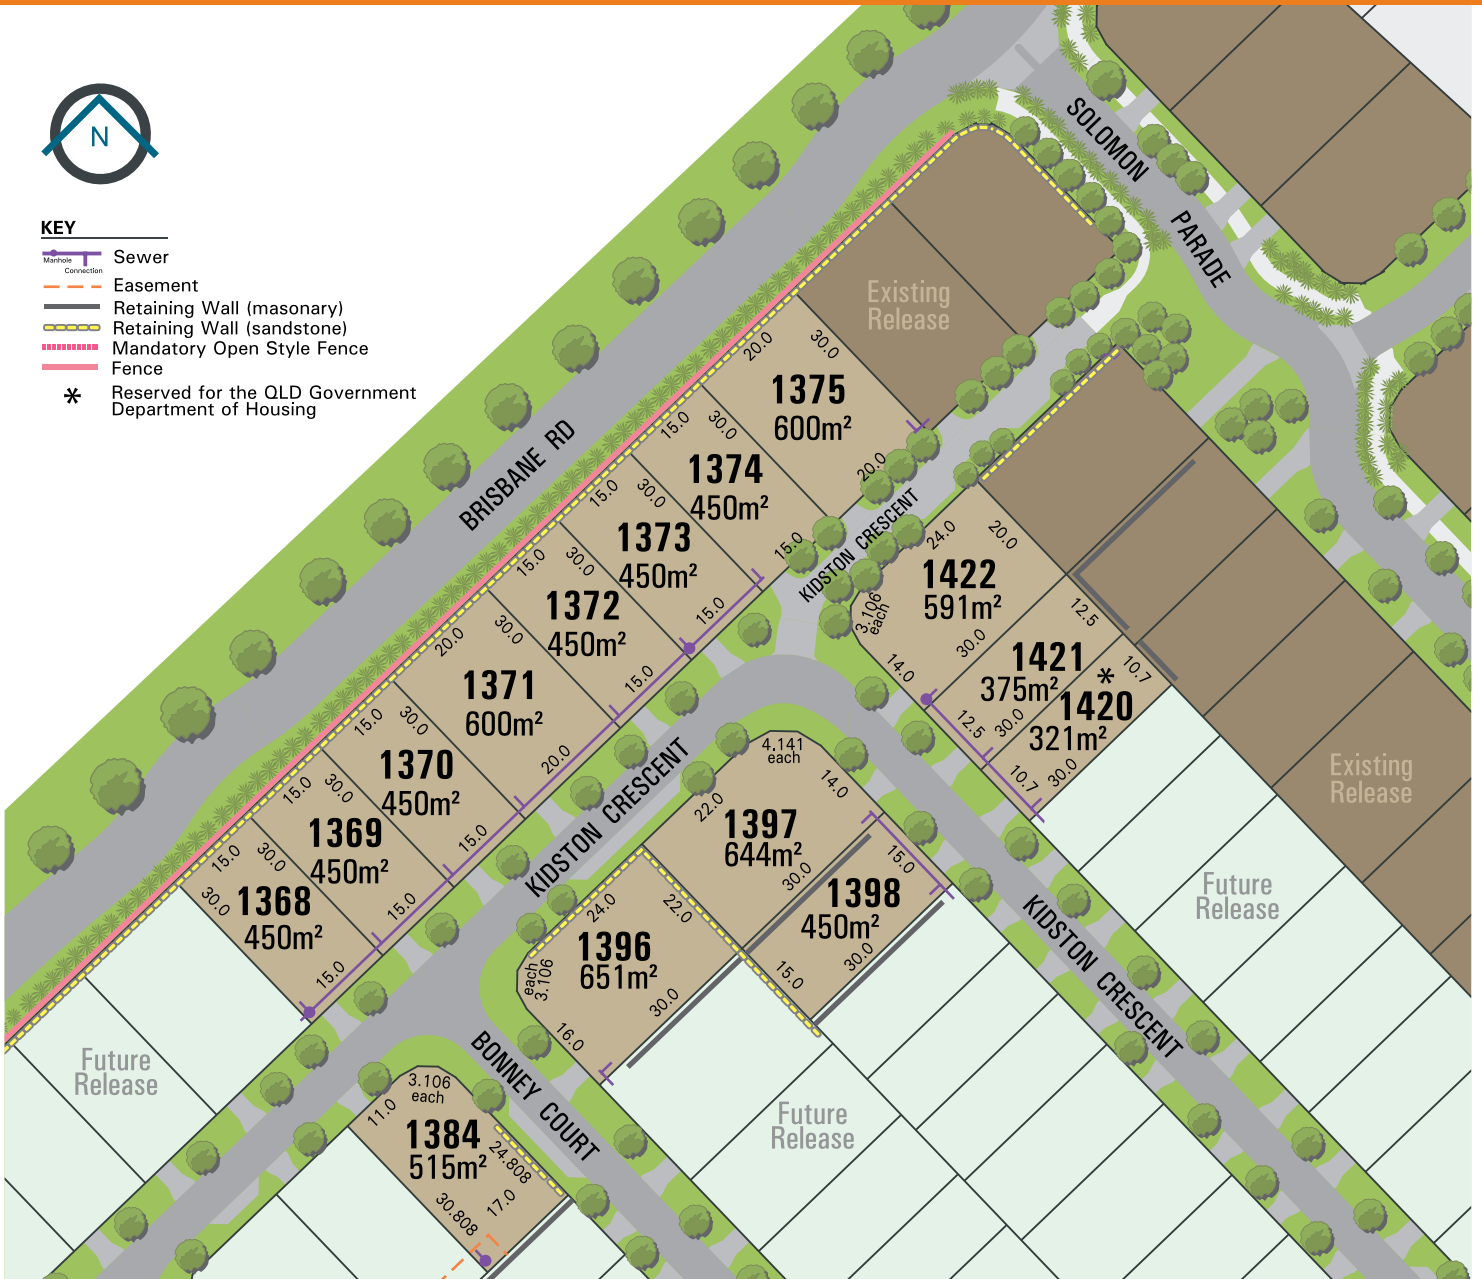 N
KEY
Manhole
Connection
Sewer
Easement
Retaining Wall (masonary)
Retaining Wall (sandstone)
Mandatory Open Style Fence
Fence
*
Reserved for the QLD Government
Department of Housing
SOLOMON
PARADE
BRISBANE RD
Existing
Release
20.0
30.0
1375
600m²
20.0
15.0
30.0
1374
450m²
15.0
15.0
30.0
1373
450m²
15.0
15.0
30.0
1372
450m²
15.0
20.0
30.0
1371
600m²
20.0
15.0
30.0
1370
450m²
15.0
15.0
30.0
1369
450m²
15.0
15.0
30.0
30.0
1368
450m²
15.0
KIDSTON CRESCENT
24.0
20.0
1422
591m²
3.106
each
14.0
30.0
12.5
1421
375m²
12.5
30.0
*
10.7
1420
321m²
10.7
30.0
KIDSTON CRESCENT
4.141
each
14.0
22.0
1397
644m²
30.0
15.0
1398
450m²
30.0
15.0
24.0
22.0
1396
651m²
each
3.106
30.0
16.0
KIDSTON CRESCENT
BONNEY COURT
3.106
each
11.0
1384
515m²
24.808
17.0
30.808
Existing
Release
Future
Release
Future
Release
Future
Release